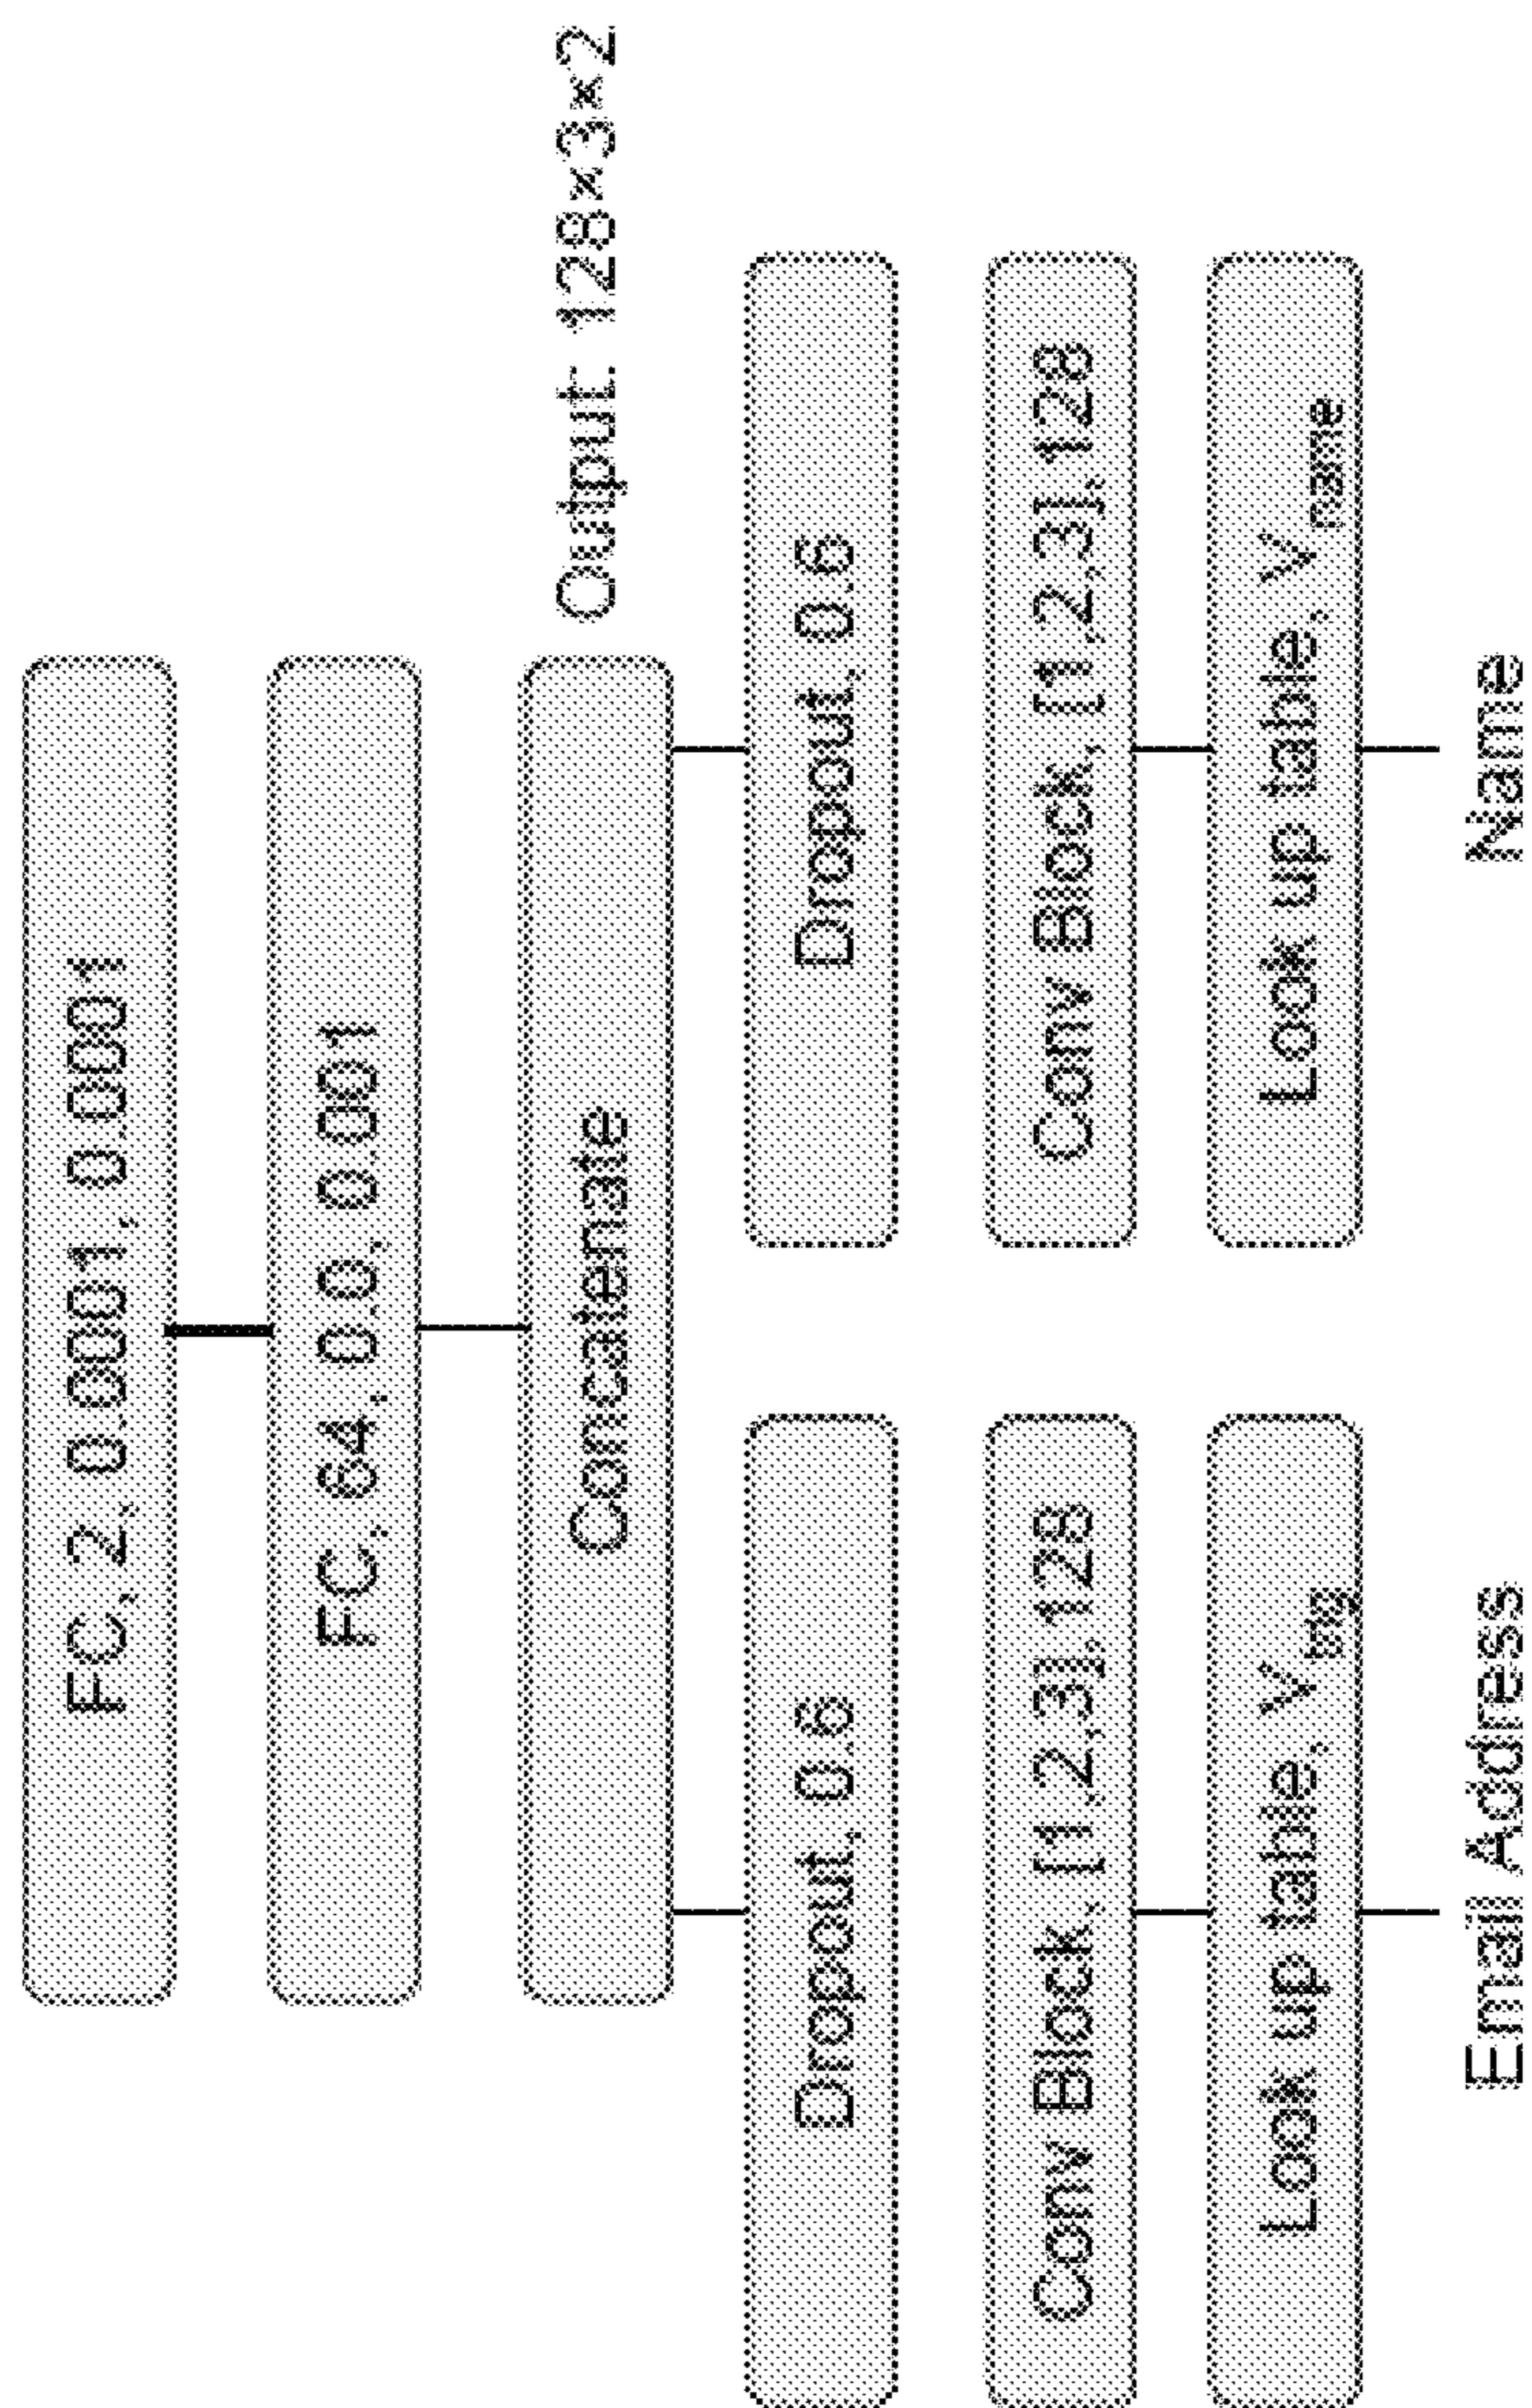 FC, 2, 0.0001, 0.0001
FC, 64, 0.0, 0.001
Concatenate
Output: 128×3×2
Dropout, 0.6
Dropout, 0.6
Conv Block, [1,2,3],128
Conv Block, [1,2,3],128
Look up table, Vtrig
Look up table, Vname
Email Address
Name